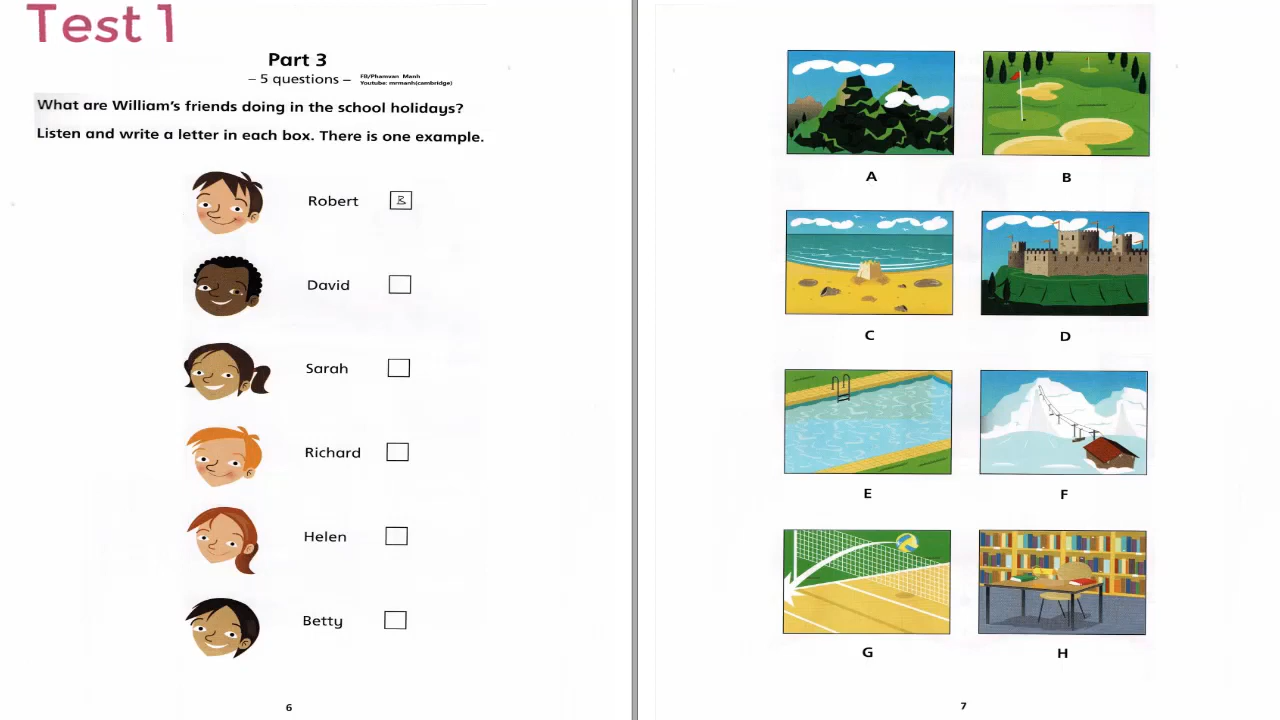 Test 1
Part 3
– 5 questions –
FB/Phamvan Manh
Youtube: mrmanh(cambridge)
What are William's friends doing in the school holidays?
Listen and write a letter in each box. There is one example.
Robert B
David
Sarah
Richard
Helen
Betty
6
A
B
C
D
E
F
G
H
7